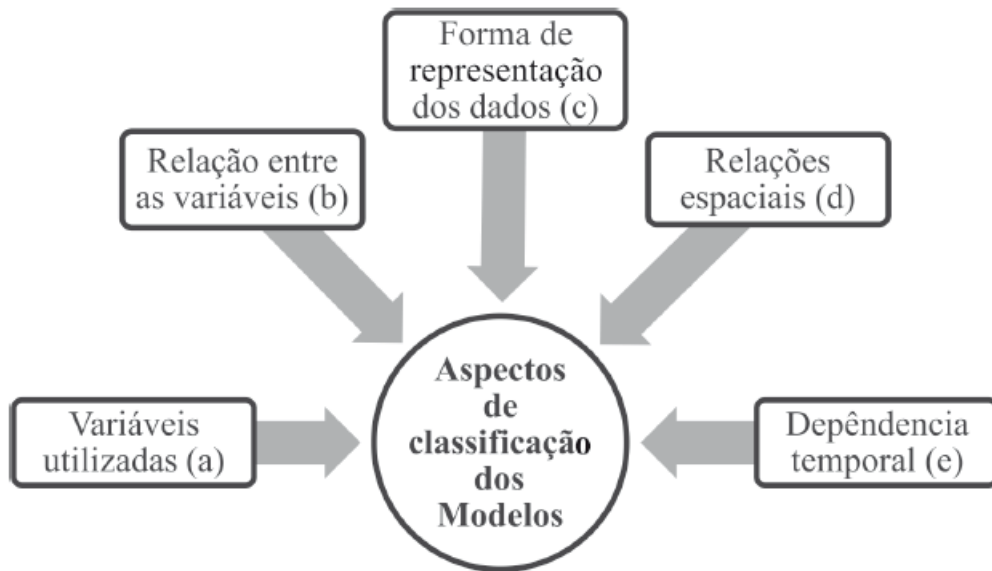 Forma de
representação
dos dados (c)
Relação entre
as variáveis (b)
Relações
espaciais (d)
Aspectos
de
classificação
dos
Modelos
Variáveis
utilizadas (a)
Depêndencia
temporal (e)